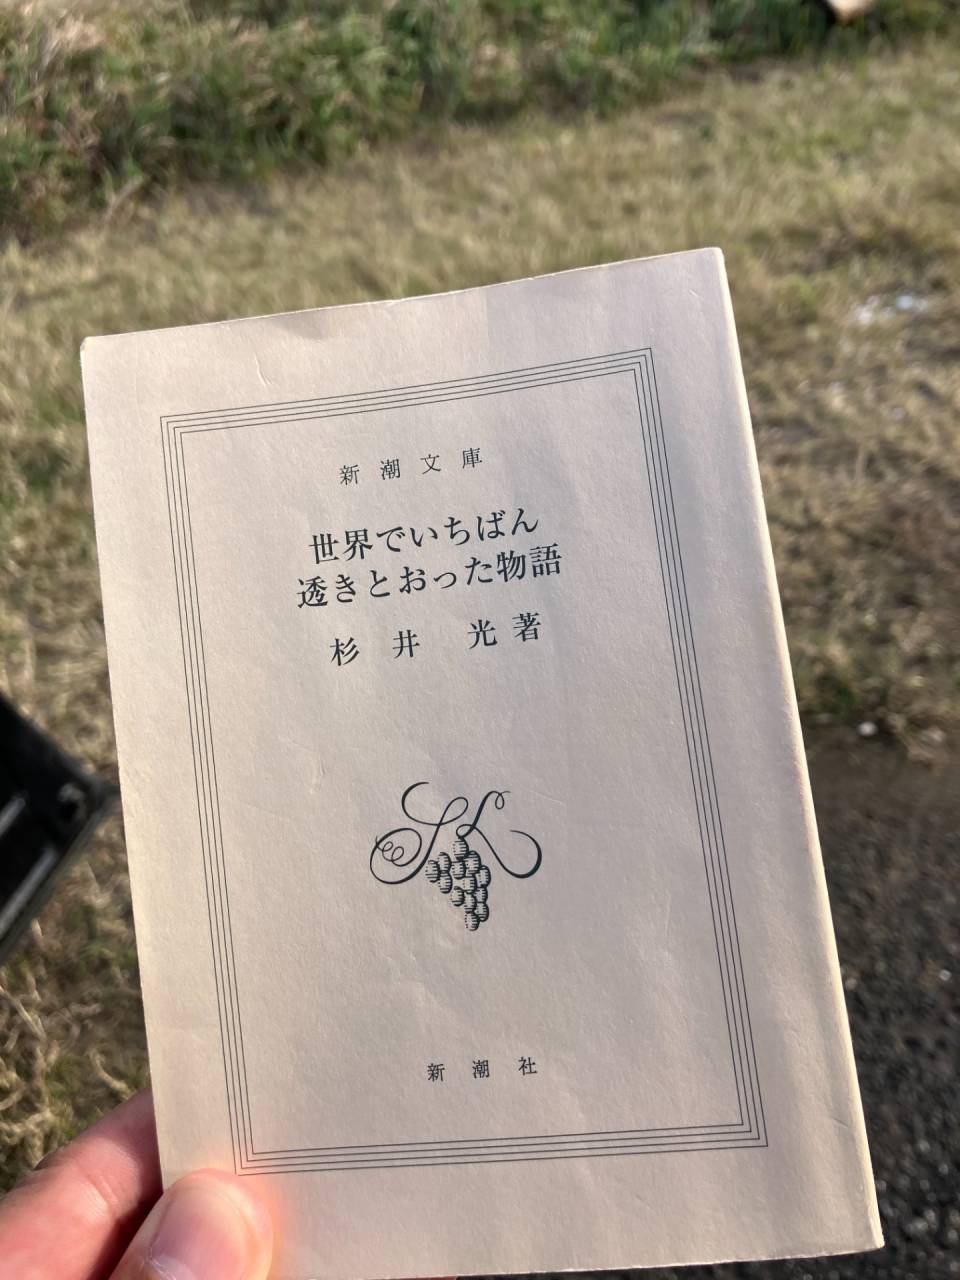 新潮文庫
世界でいちばん
透きとおった物語
杉井 光著
新潮社